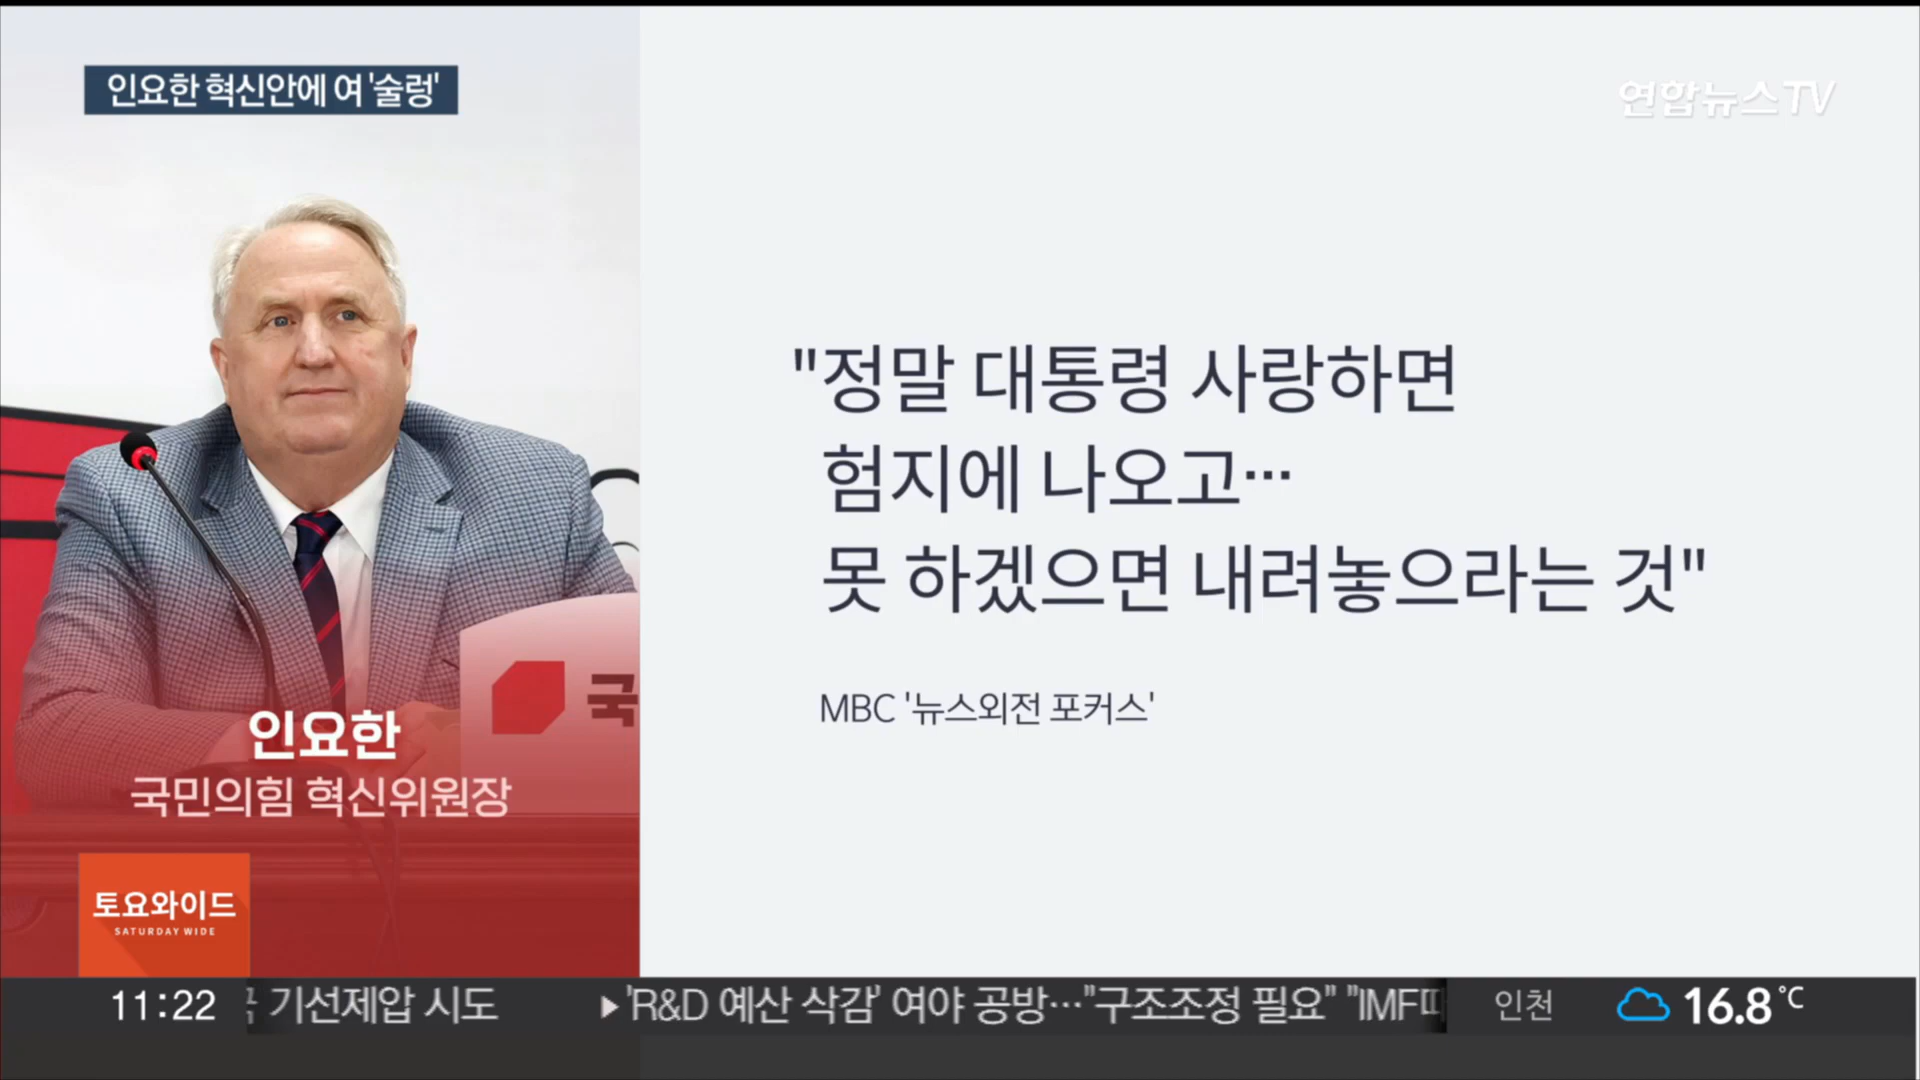 인요한 혁신안에 여 '술렁'
연합뉴스TV
"정말 대통령 사랑하면
험지에 나오고…
못 하겠으면 내려놓으라는 것"
MBC '뉴스외전 포커스'
국
인요한
국민의힘 혁신위원장
토요와이드
SATURDAY WIDE
11:22 기선제압 시도 ▶'R&D 예산 삭감' 여야 공방…"구조조정 필요" "IMF때 인천 16.8℃